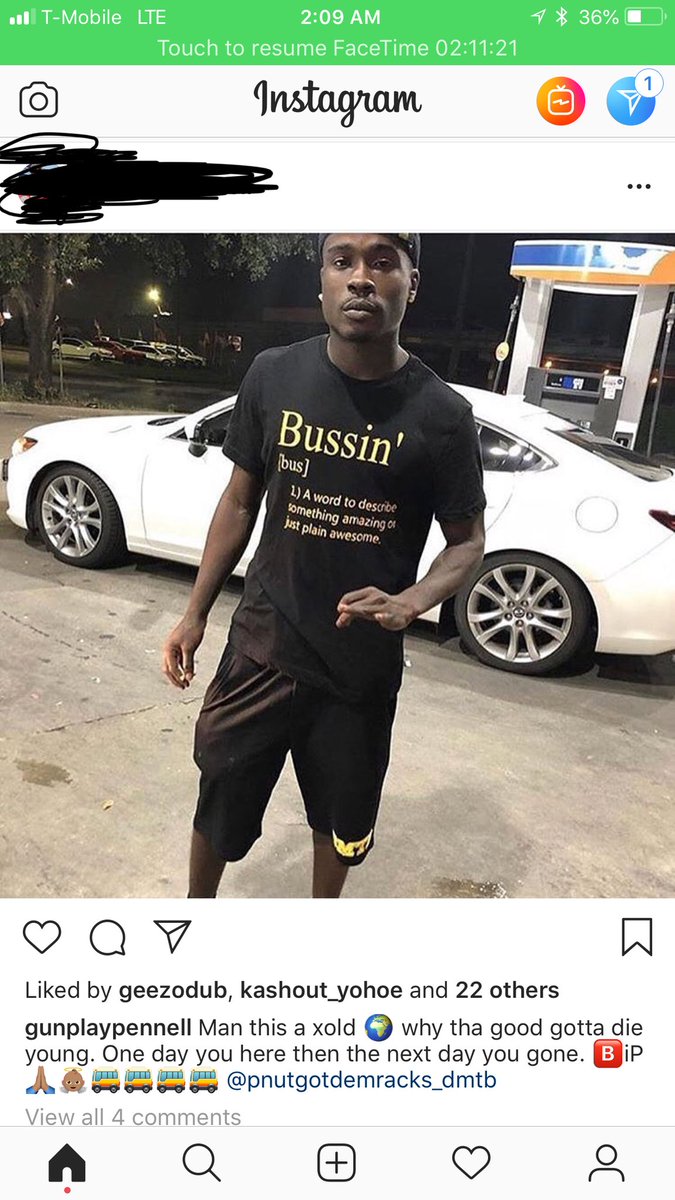 T-Mobile LTE 2:09 AM 36%
Touch to resume FaceTime 02:11:21
Instagram
1
Bussin'
[bus]
1.) A word to describe
something amazing or
just plain awesome.
Liked by geezodub, kashout_yohoe and 22 others
gunplaypennell Man this a xold 🌍 why tha good gotta die
young. One day you here then the next day you gone. 🅱️iP
🙏🏽👼🏽🚌🚌🚌🚌 @pnutgotdemracks_dmtb
View all 4 comments